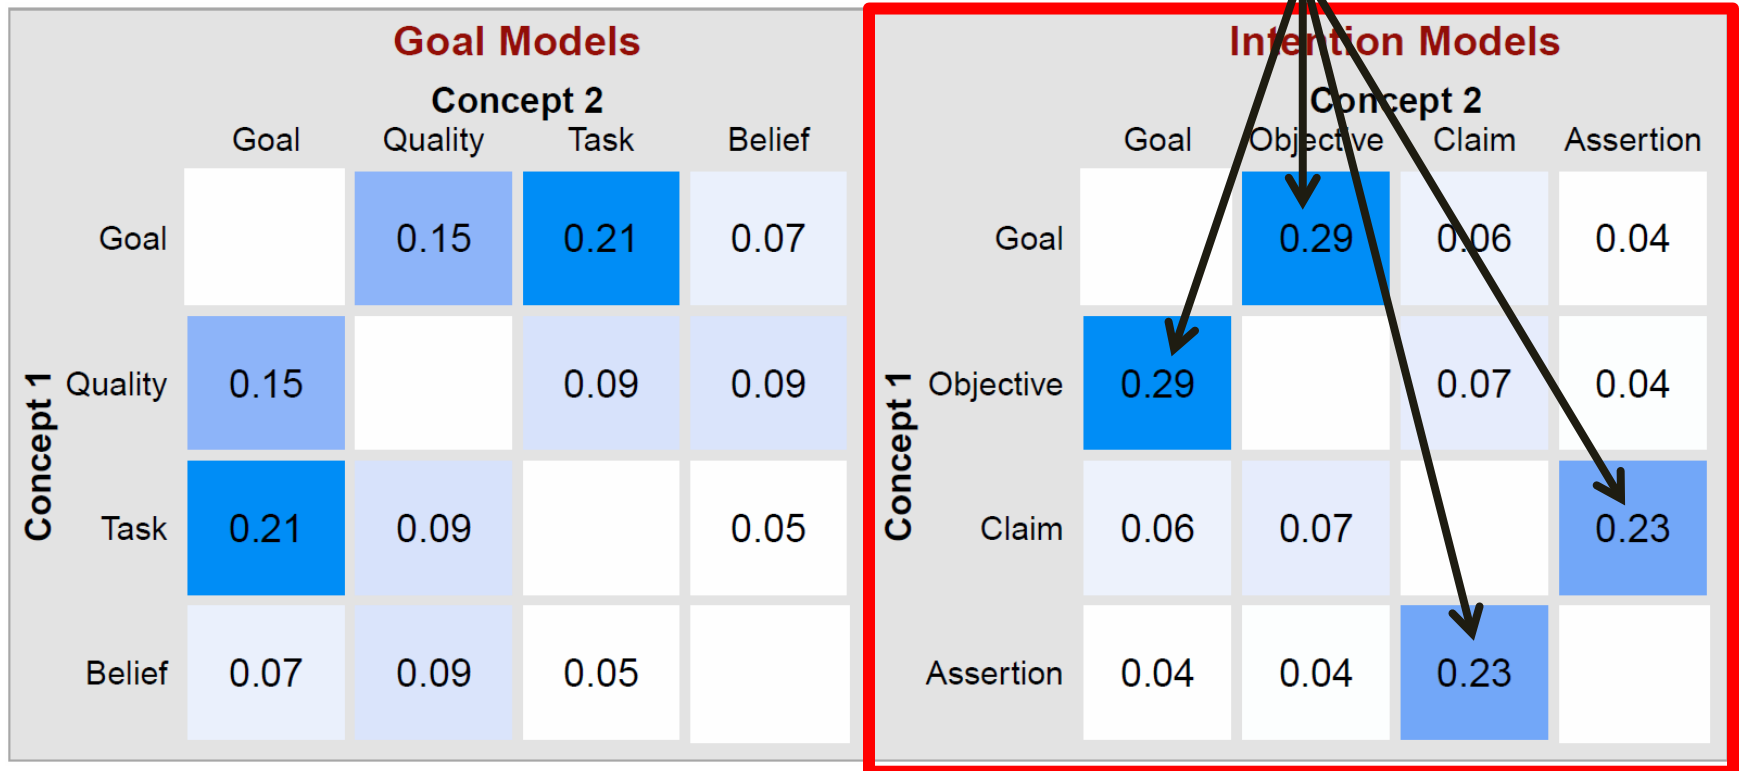 Goal Models
Concept 2
Goal Quality Task Belief
Concept 1
Goal 0.15 0.21 0.07
Quality 0.15 0.09 0.09
Task 0.21 0.09 0.05
Belief 0.07 0.09 0.05
Intention Models
Concept 2
Goal Objective Claim Assertion
Concept 1
Goal 0.29 0.06 0.04
Objective 0.29 0.07 0.04
Claim 0.06 0.07 0.23
Assertion 0.04 0.04 0.23